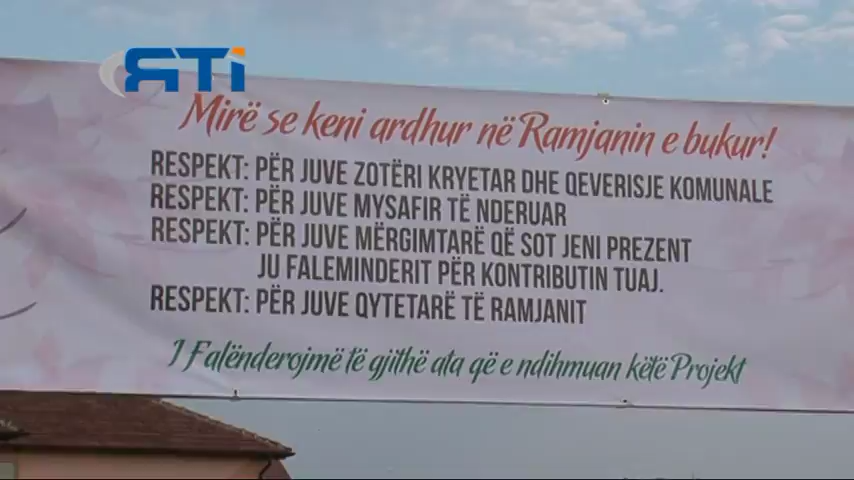 RTI
Mirë se keni ardhur në Ramjanin e bukur!
RESPEKT: PËR JUVE ZOTËRI KRYETAR DHE QEVERISJE KOMUNALE
RESPEKT: PËR JUVE MYSAFIR TË NDERUAR
RESPEKT: PËR JUVE MËRGIMTARË QË SOT JENI PREZENT
JU FALEMINDERIT PËR KONTRIBUTIN TUAJ.
RESPEKT: PËR JUVE QYTETARË TË RAMJANIT
I Falënderojmë të gjithë ata që e ndihmuan këtë Projekt